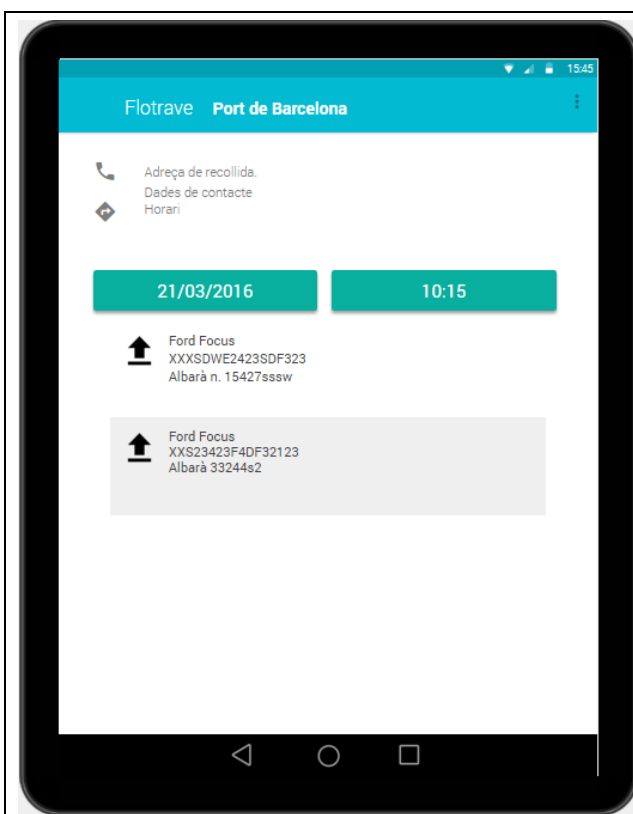 15:45
Flotrave Port de Barcelona
Adreça de recollida.
Dades de contacte
Horari
21/03/2016 10:15
Ford Focus
XXXSDWE2423SDF323
Albarà n. 15427sssw
Ford Focus
XXS23423F4DF32123
Albarà 33244s2